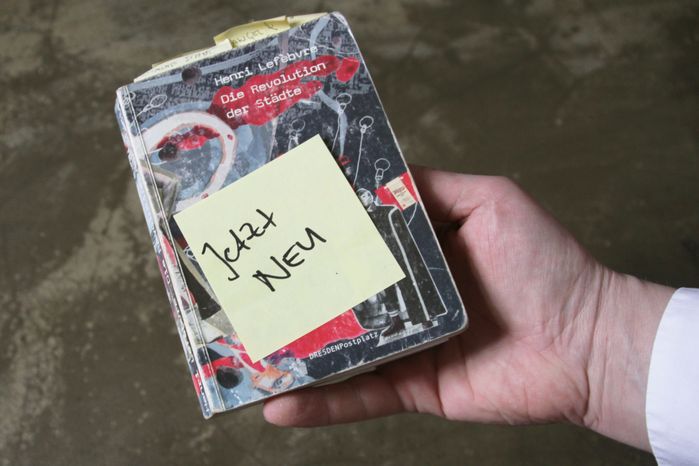 Henri Lefebvre
Die Revolution
der Städte
Jetzt
NEU
DRESDENPostplatz